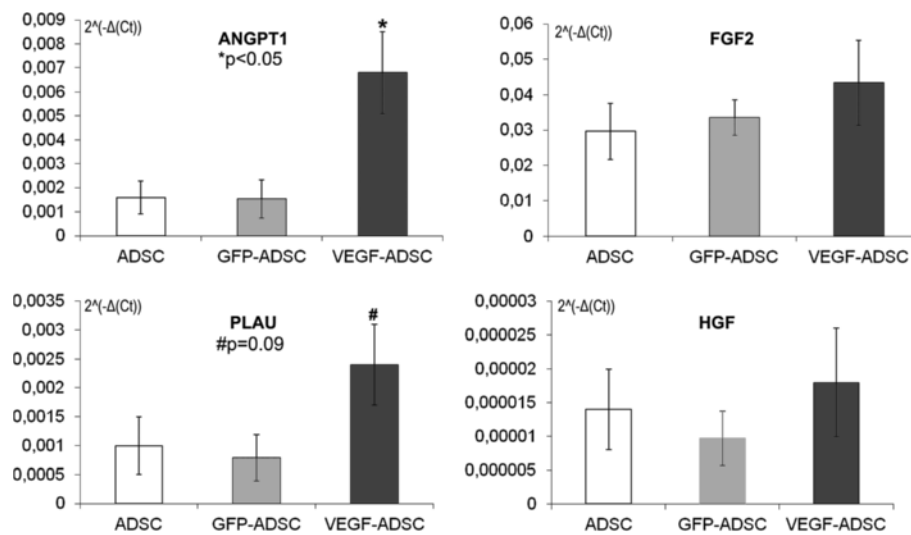 0,009
2^(-Δ(Ct))
0,008
ANGPT1
*
0,007
*p<0.05
0,006
0,005
0,004
0,003
0,002
0,001
0
ADSC GFP-ADSC VEGF-ADSC
0,06
2^(-Δ(Ct))
FGF2
0,05
0,04
0,03
0,02
0,01
0
ADSC GFP-ADSC VEGF-ADSC
0,0035
2^(-Δ(Ct))
PLAU
#
0,003
#p=0.09
0,0025
0,002
0,0015
0,001
0,0005
0
ADSC GFP-ADSC VEGF-ADSC
0,00003
2^(-Δ(Ct))
HGF
0,000025
0,00002
0,000015
0,00001
0,000005
0
ADSC GFP-ADSC VEGF-ADSC